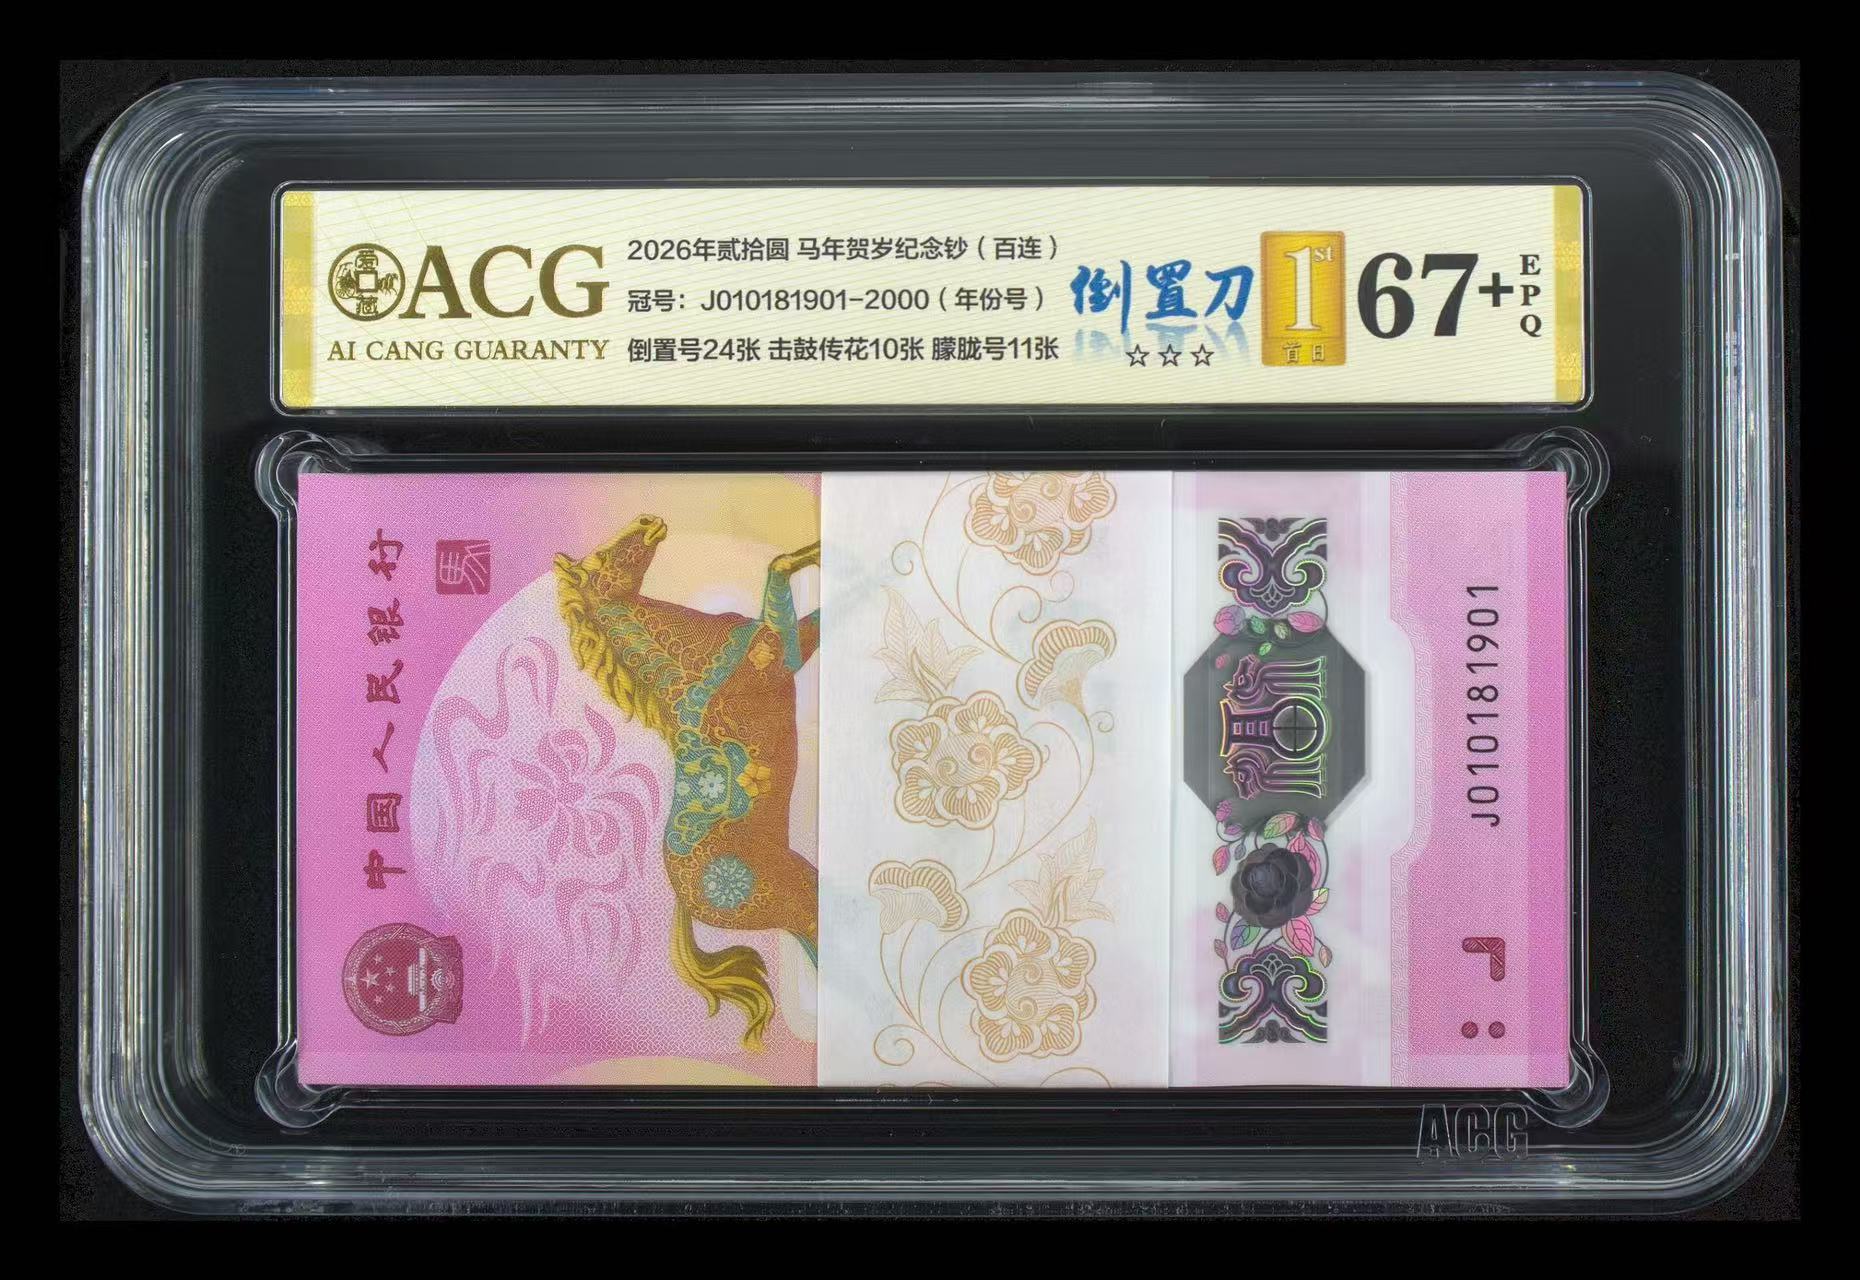 爱藏
ACG
AI CANG GUARANTY
2026年贰拾圆 马年贺岁纪念钞（百连）
冠号：J010181901-2000（年份号）
倒置号24张 击鼓传花10张 朦胧号11张
倒置刀
☆☆☆
1st
首日
67+
EPQ
中国人民银行
J010181901
ACG